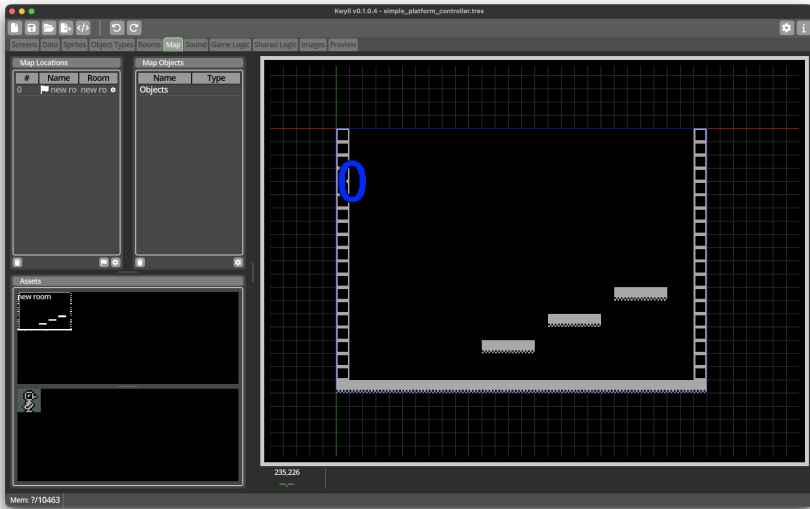 Kwyll v0.1.0.4 - simple_platform_controller.tres
Screens Data Sprites Object Types Rooms Map Sound Game Logic Shared Logic Images Preview
Map Locations
# Name Room
0 new ro new ro
Map Objects
Name Type
Objects
0
Assets
new room
235,226
---,---
Mem: ?/10463